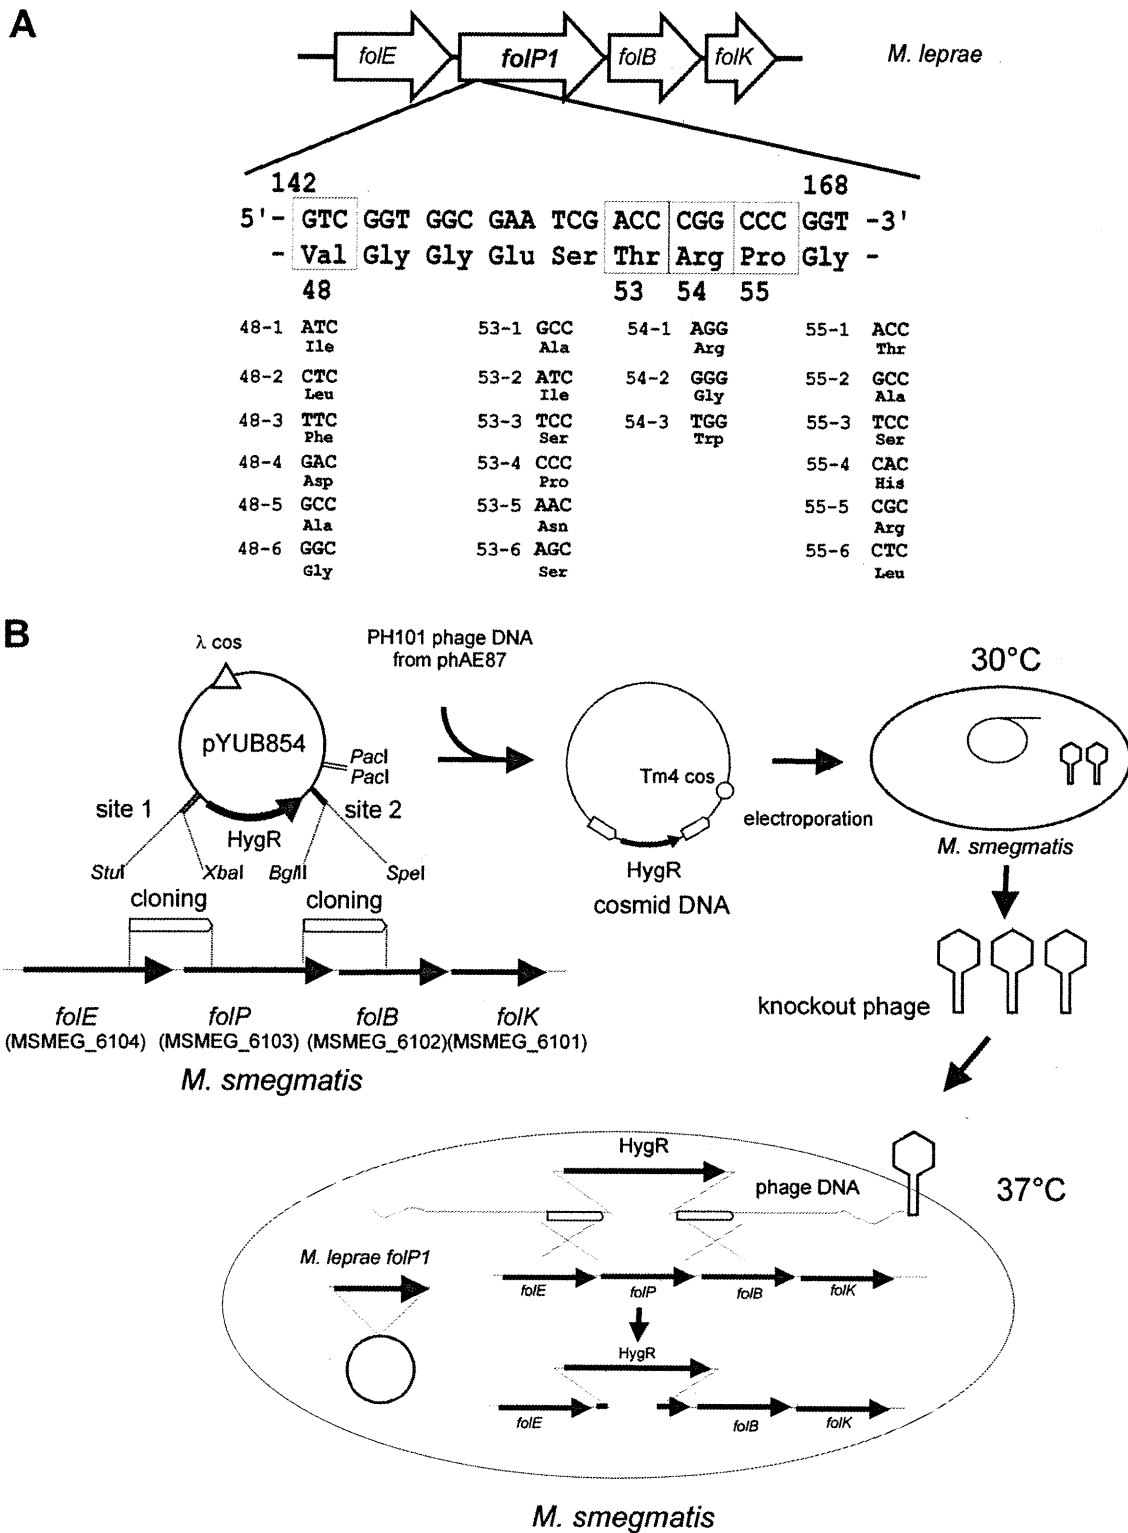 A
folE folP1 folB folK M. leprae
142 168
5'- GTC GGT GGC GAA TCG ACC CGG CCC GGT -3'
- Val Gly Gly Glu Ser Thr Arg Pro Gly -
48 53 54 55
48-1 ATC 53-1 GCC 54-1 AGG 55-1 ACC
Ile Ala Arg Thr
48-2 CTC 53-2 ATC 54-2 GGG 55-2 GCC
Leu Ile Gly Ala
48-3 TTC 53-3 TCC 54-3 TGG 55-3 TCC
Phe Ser Trp Ser
48-4 GAC 53-4 CCC 55-4 CAC
Asp Pro His
48-5 GCC 53-5 AAC 55-5 CGC
Ala Asn Arg
48-6 GGC 53-6 AGC 55-6 CTC
Gly Ser Leu
B
λ cos
PH101 phage DNA
from phAE87
30°C
pYUB854
PacI
PacI
Tm4 cos
site 1 site 2
HygR
electroporation
M. smegmatis
StuI XbaI BglII SpeI
HygR
cosmid DNA
cloning cloning
knockout phage
folE folP folB folK
(MSMEG_6104) (MSMEG_6103) (MSMEG_6102)(MSMEG_6101)
M. smegmatis
HygR
phage DNA
37°C
M. leprae folP1
folE folP folB folK
HygR
folE folB folK
M. smegmatis